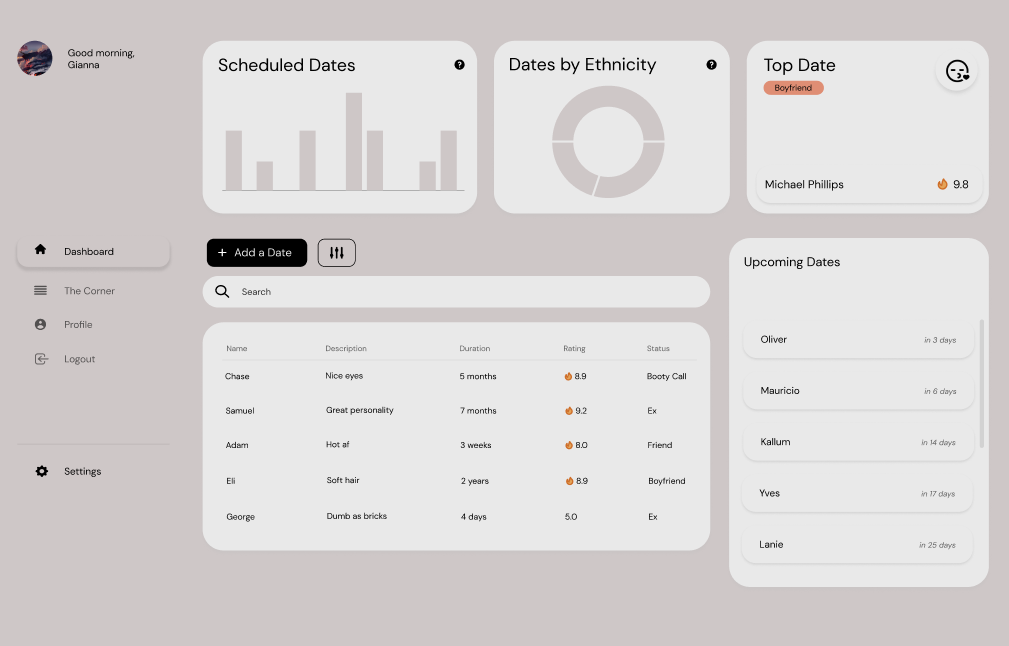 Good morning,
Gianna
Scheduled Dates
Dates by Ethnicity
Top Date
Boyfriend
Michael Phillips 9.8
Dashboard
The Corner
Profile
Logout
Settings
+ Add a Date
Search
Name Description Duration Rating Status
Chase Nice eyes 5 months 8.9 Booty Call
Samuel Great personality 7 months 9.2 Ex
Adam Hot af 3 weeks 8.0 Friend
Eli Soft hair 2 years 8.9 Boyfriend
George Dumb as bricks 4 days 5.0 Ex
Upcoming Dates
Oliver in 3 days
Mauricio in 6 days
Kallum in 14 days
Yves in 17 days
Lanie in 25 days